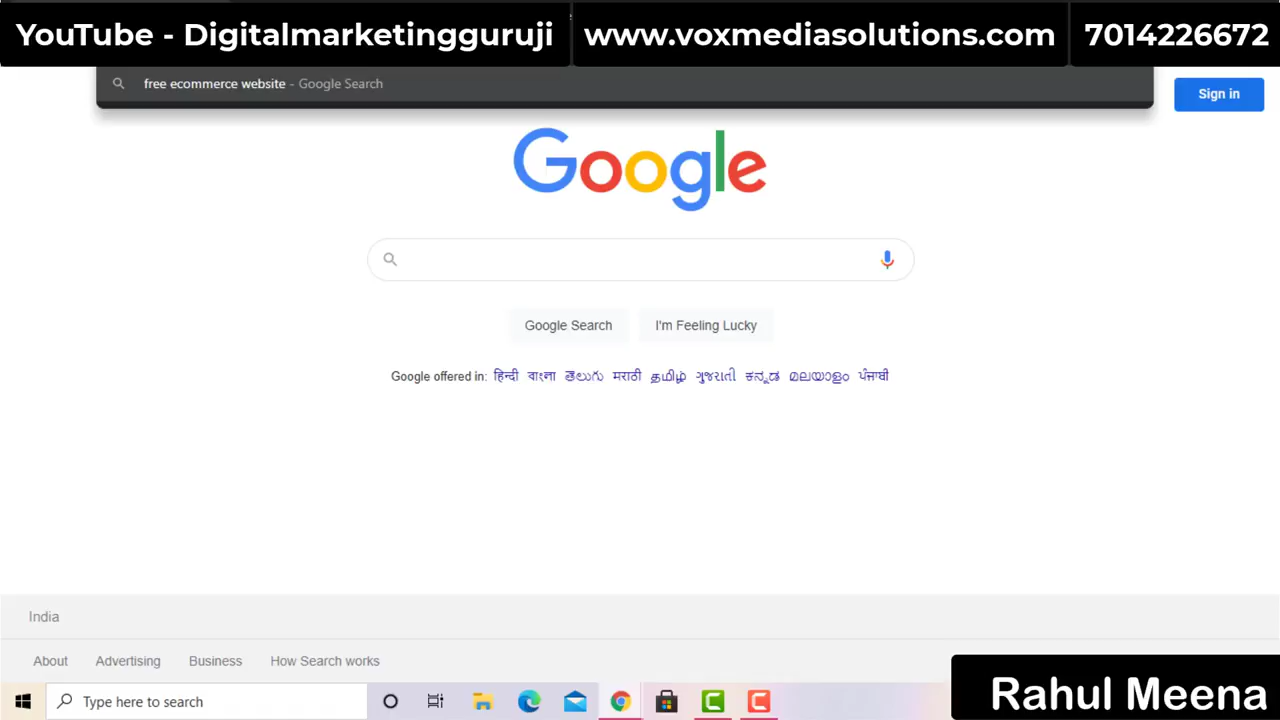 YouTube - Digitalmarketingguruji www.voxmediasolutions.com 7014226672
free ecommerce website - Google Search
Sign in
Google
Google Search I'm Feeling Lucky
Google offered in: हिन्दी বাংলা తెలుగు मराठी தமிழ் ગુજરાતી ಕನ್ನಡ മലയാളം ਪੰਜਾਬੀ
India
About Advertising Business How Search works
Type here to search
Rahul Meena